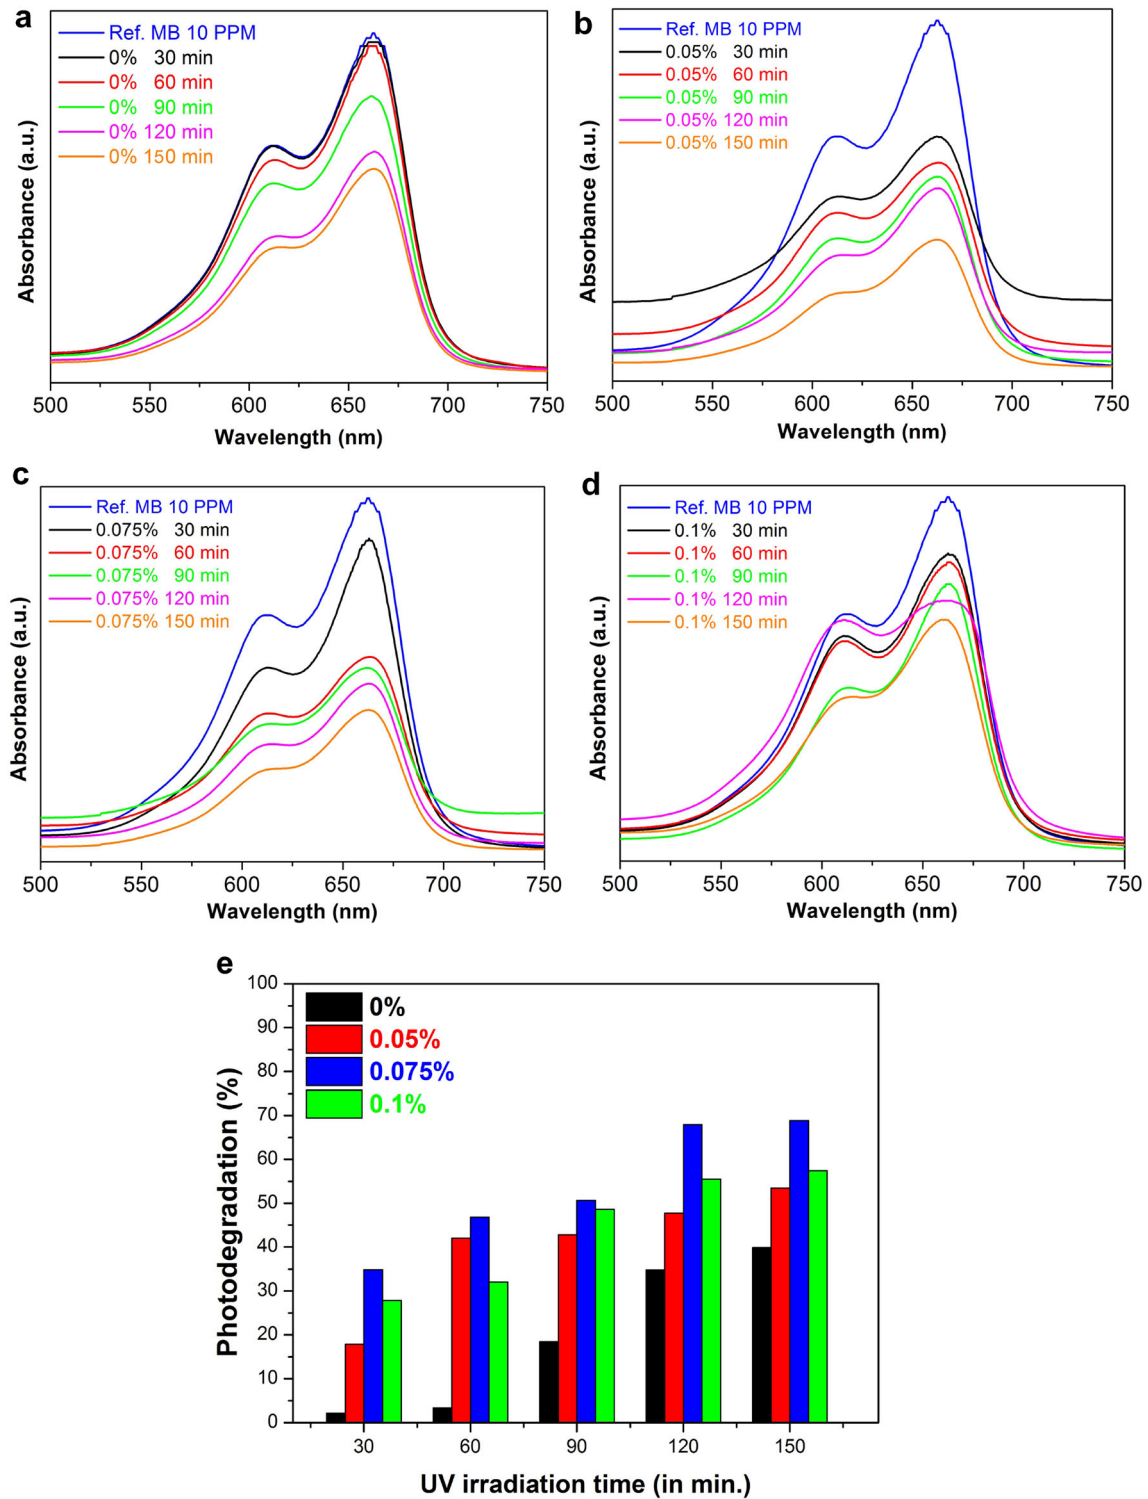 a
Ref. MB 10 PPM
0% 30 min
0% 60 min
0% 90 min
0% 120 min
0% 150 min
Absorbance (a.u.)
500 550 600 650 700 750
Wavelength (nm)
b
Ref. MB 10 PPM
0.05% 30 min
0.05% 60 min
0.05% 90 min
0.05% 120 min
0.05% 150 min
Absorbance (a.u.)
500 550 600 650 700 750
Wavelength (nm)
c
Ref. MB 10 PPM
0.075% 30 min
0.075% 60 min
0.075% 90 min
0.075% 120 min
0.075% 150 min
Absorbance (a.u.)
500 550 600 650 700 750
Wavelength (nm)
d
Ref. MB 10 PPM
0.1% 30 min
0.1% 60 min
0.1% 90 min
0.1% 120 min
0.1% 150 min
Absorbance (a.u.)
500 550 600 650 700 750
Wavelength (nm)
e
100
90
80
70
60
50
40
30
20
10
0
Photodegradation (%)
0%
0.05%
0.075%
0.1%
30 60 90 120 150
UV irradiation time (in min.)